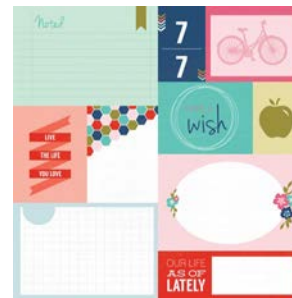 Noted
7
7
wish
LIVE
THE LIFE
YOU LOVE
OUR LIFE
AS OF
LATELY